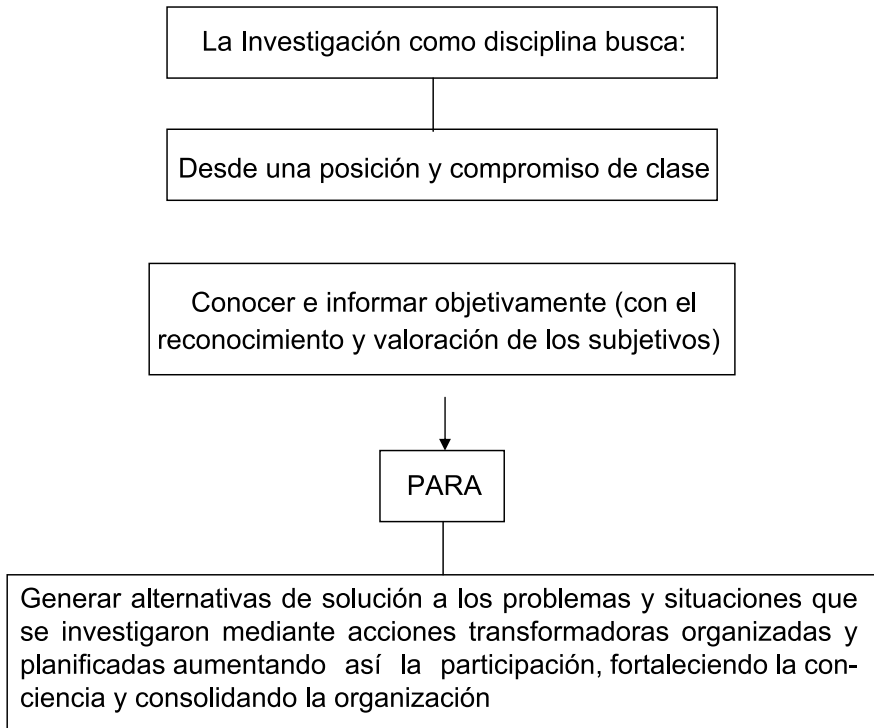 La Investigación como disciplina busca:
Desde una posición y compromiso de clase
Conocer e informar objetivamente (con el
reconocimiento y valoración de los subjetivos)
PARA
Generar alternativas de solución a los problemas y situaciones que
se investigaron mediante acciones transformadoras organizadas y
planificadas aumentando así la participación, fortaleciendo la con-
ciencia y consolidando la organización